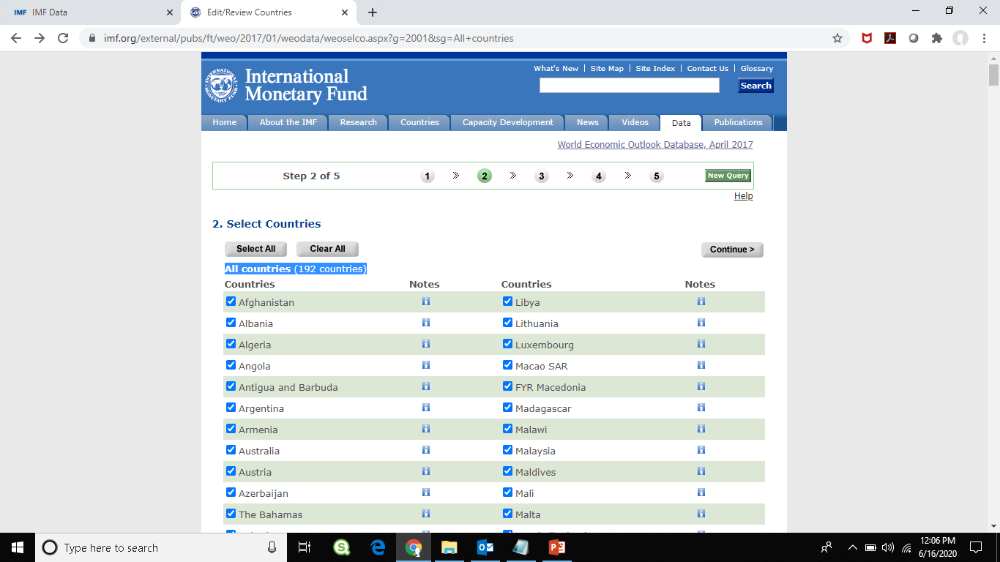 IMF IMF Data
Edit/Review Countries
imf.org/external/pubs/ft/weo/2017/01/weodata/weoselco.aspx?g=2001&sg=All+countries
What's New | Site Map | Site Index | Contact Us | Glossary
International
Monetary Fund
Search
Home About the IMF Research Countries Capacity Development News Videos Data Publications
World Economic Outlook Database, April 2017
Step 2 of 5 1 » 2 » 3 » 4 » 5 New Query
Help
2. Select Countries
Select All Clear All Continue >
All countries (192 countries)
Countries Notes Countries Notes
Afghanistan Libya
Albania Lithuania
Algeria Luxembourg
Angola Macao SAR
Antigua and Barbuda FYR Macedonia
Argentina Madagascar
Armenia Malawi
Australia Malaysia
Austria Maldives
Azerbaijan Mali
The Bahamas Malta
Type here to search
12:06 PM
6/16/2020